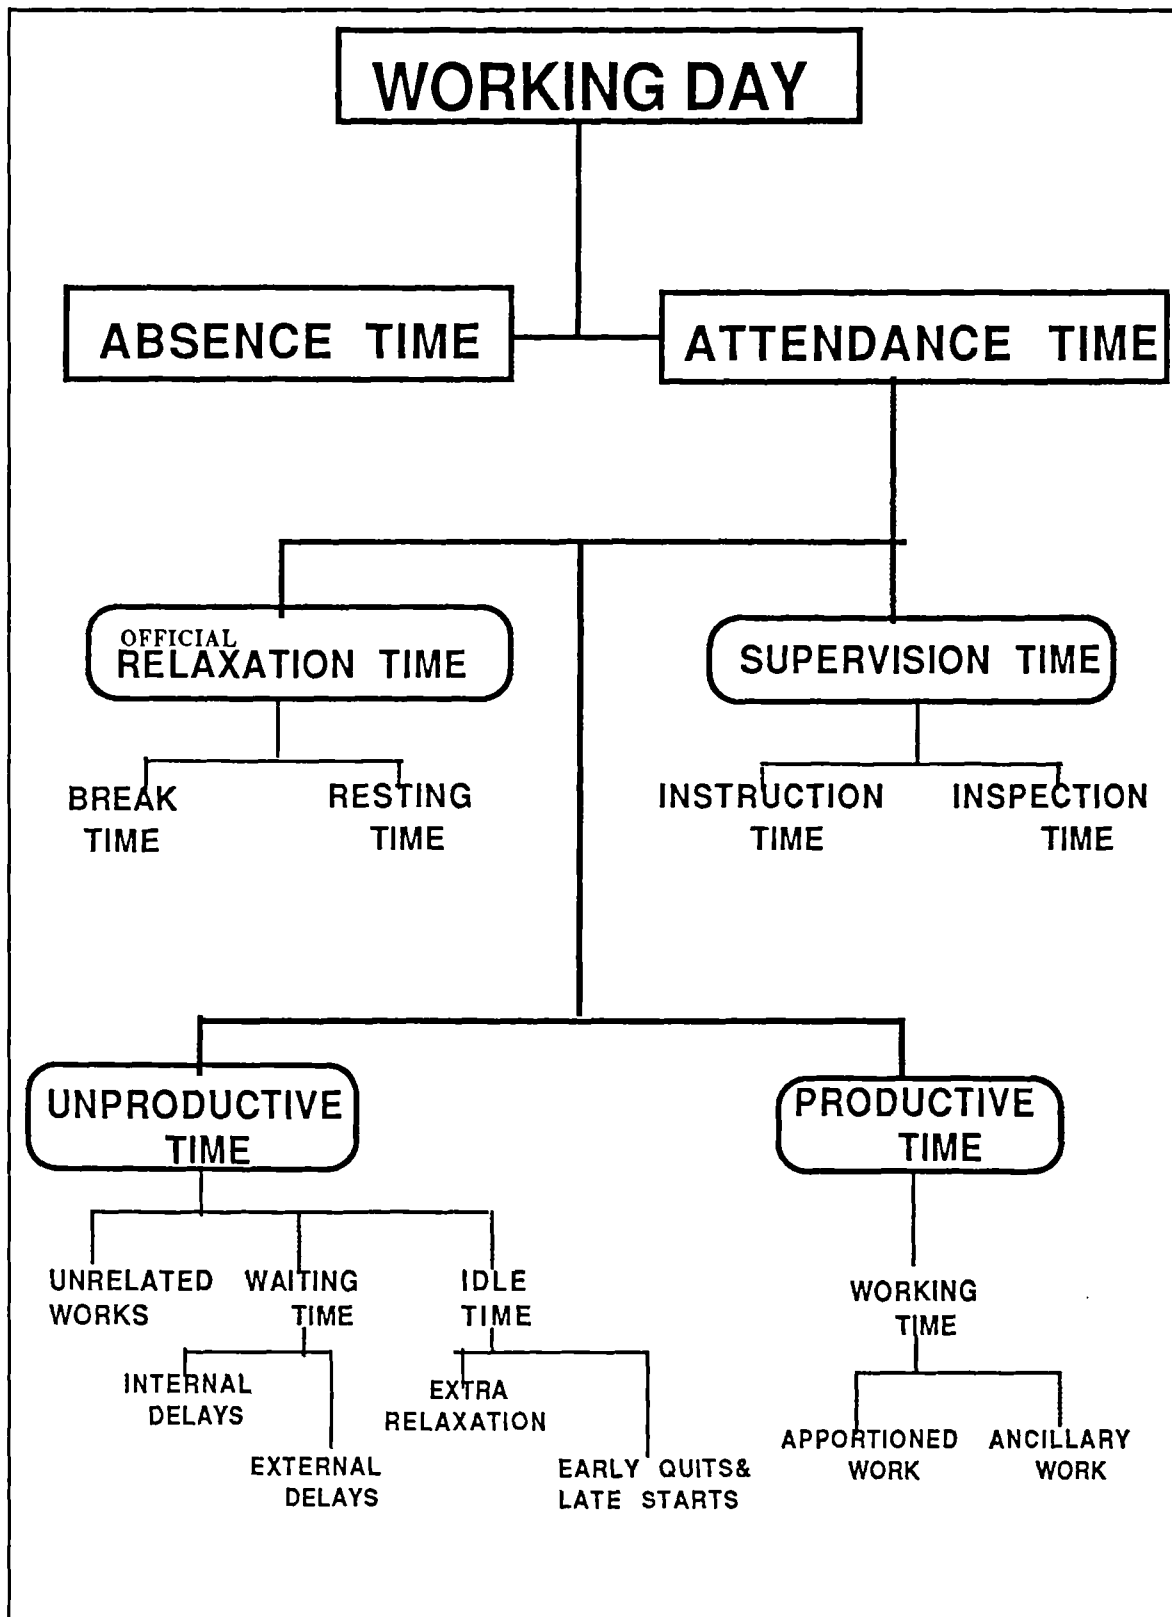 WORKING DAY
ABSENCE TIME
ATTENDANCE TIME
OFFICIAL
RELAXATION TIME
SUPERVISION TIME
BREAK
TIME
RESTING
TIME
INSTRUCTION
TIME
INSPECTION
TIME
UNPRODUCTIVE
TIME
PRODUCTIVE
TIME
UNRELATED
WORKS
WAITING
TIME
IDLE
TIME
WORKING
TIME
INTERNAL
DELAYS
EXTERNAL
DELAYS
EXTRA
RELAXATION
EARLY QUITS&
LATE STARTS
APPORTIONED
WORK
ANCILLARY
WORK